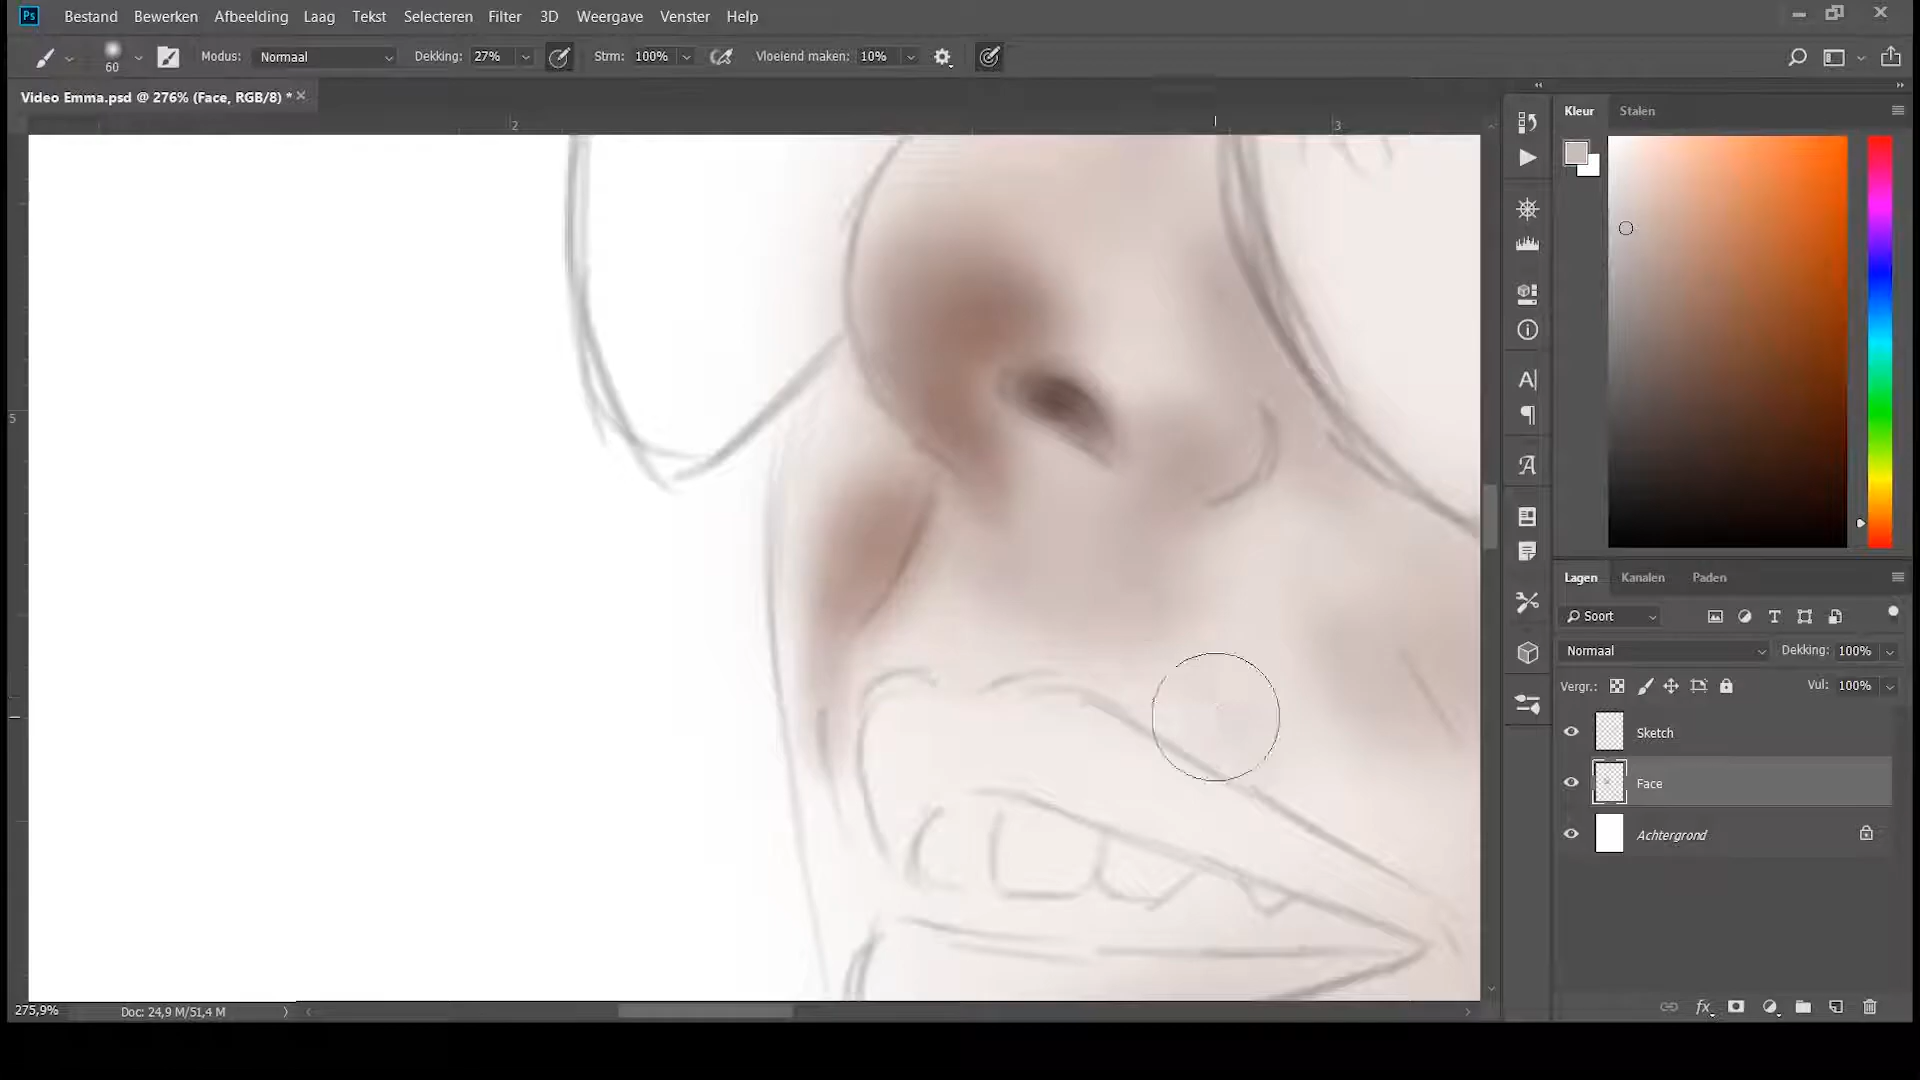 Ps Bestand Bewerken Afbeelding Laag Tekst Selecteren Filter 3D Weergave Venster Help
60 Modus: Normaal Dekking: 27% Strm: 100% Vloeiend maken: 10%
Video Emma.psd @ 276% (Face, RGB/8) *
2 3
5
Kleur Stalen
Lagen Kanalen Paden
Soort
Normaal Dekking: 100%
Vergr.: Vul: 100%
Sketch
Face
Achtergrond
fx
275,9% Doc: 24,9 M/51,4 M